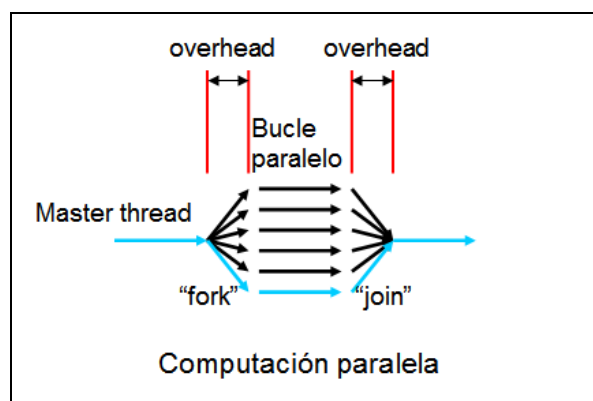 overhead
overhead
Bucle
paralelo
Master thread
“fork”
“join”
Computación paralela